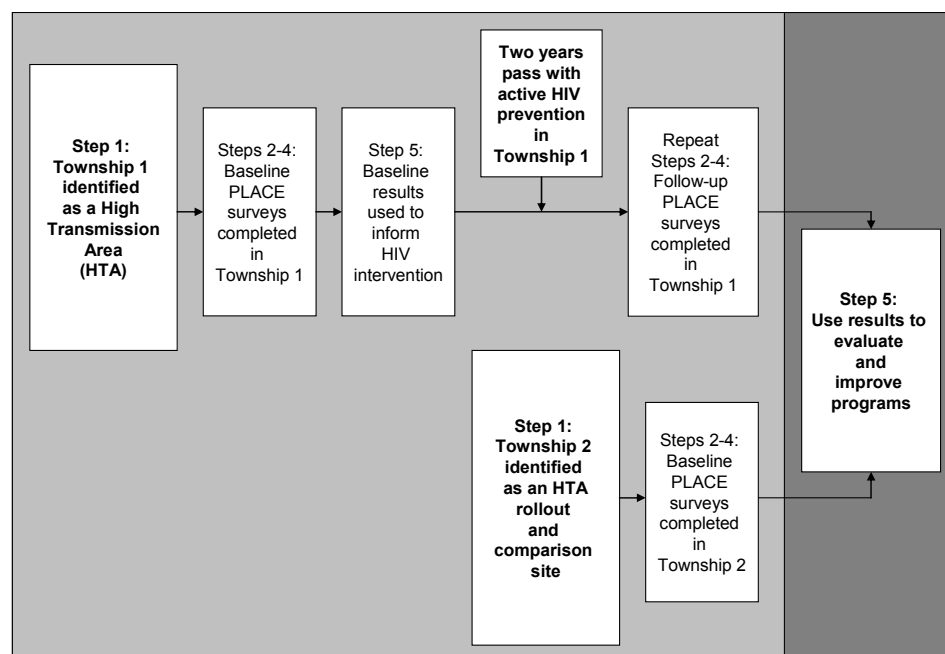 Step 1:
Township 1
identified
as a High
Transmission
Area
(HTA)
Steps 2-4:
Baseline
PLACE
surveys
completed
in
Township 1
Step 5:
Baseline
results
used to
inform
HIV
intervention
Two years
pass with
active HIV
prevention
in
Township 1
Repeat
Steps 2-4:
Follow-up
PLACE
surveys
completed
in
Township 1
Step 5:
Use results to
evaluate
and
improve
programs
Step 1:
Township 2
identified
as an HTA
rollout
and
comparison
site
Steps 2-4:
Baseline
PLACE
surveys
completed
in
Township 2